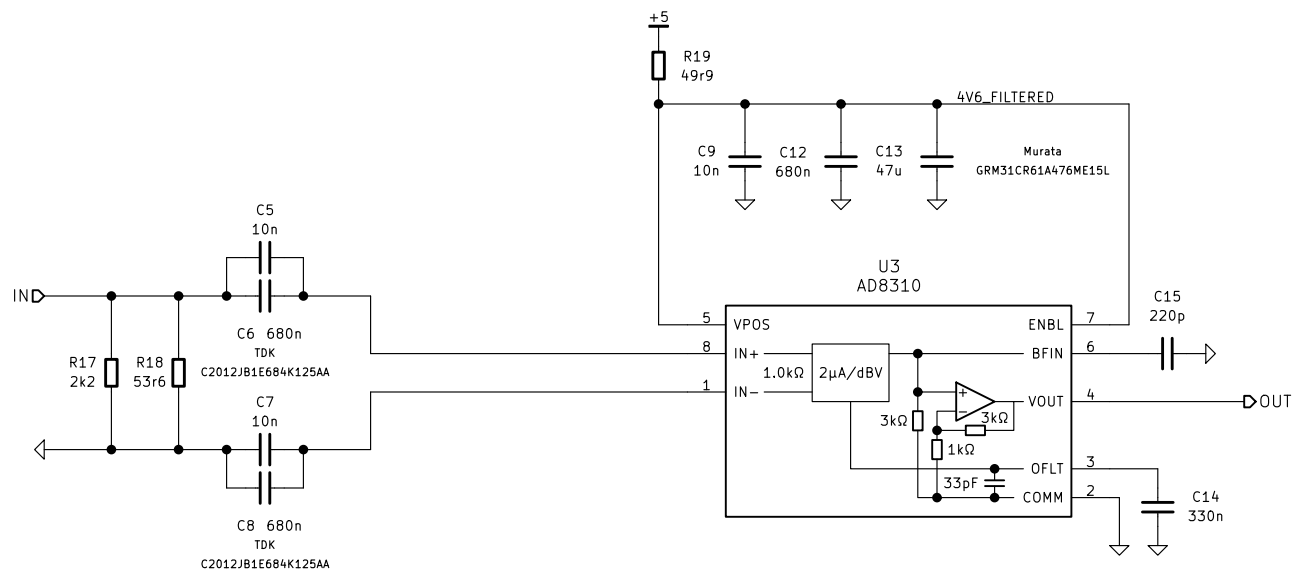 +5
R19
49r9
4V6_FILTERED
C9
10n
C12
680n
C13
47u
Murata
GRM31CR61A476ME15L
C5
10n
IN
C6 680n
TDK
C2012JB1E684K125AA
R17
2k2
R18
53r6
C7
10n
C8 680n
TDK
C2012JB1E684K125AA
U3
AD8310
5
VPOS
ENBL
7
8
IN+
BFIN
6
1.0kΩ
2µA/dBV
1
IN-
+
-
VOUT
4
3kΩ
3kΩ
1kΩ
OFLT
3
33pF
COMM
2
C15
220p
OUT
C14
330n